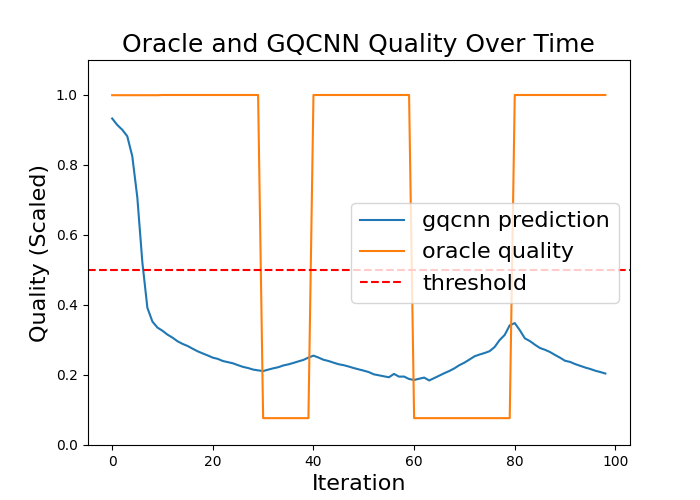 Oracle and GQCNN Quality Over Time
Quality (Scaled)
1.0
0.8
0.6
0.4
0.2
0.0
gqcnn prediction
oracle quality
threshold
0 20 40 60 80 100
Iteration